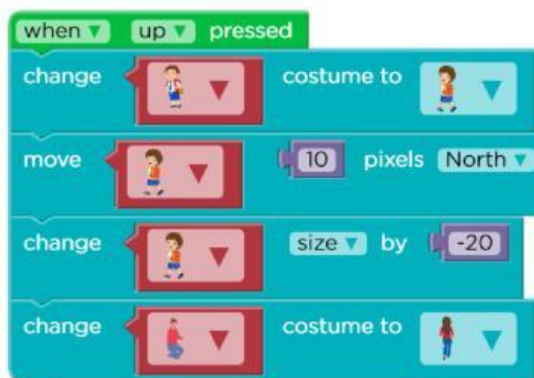 when up pressed
change costume to
move 10 pixels North
change size by -20
change costume to